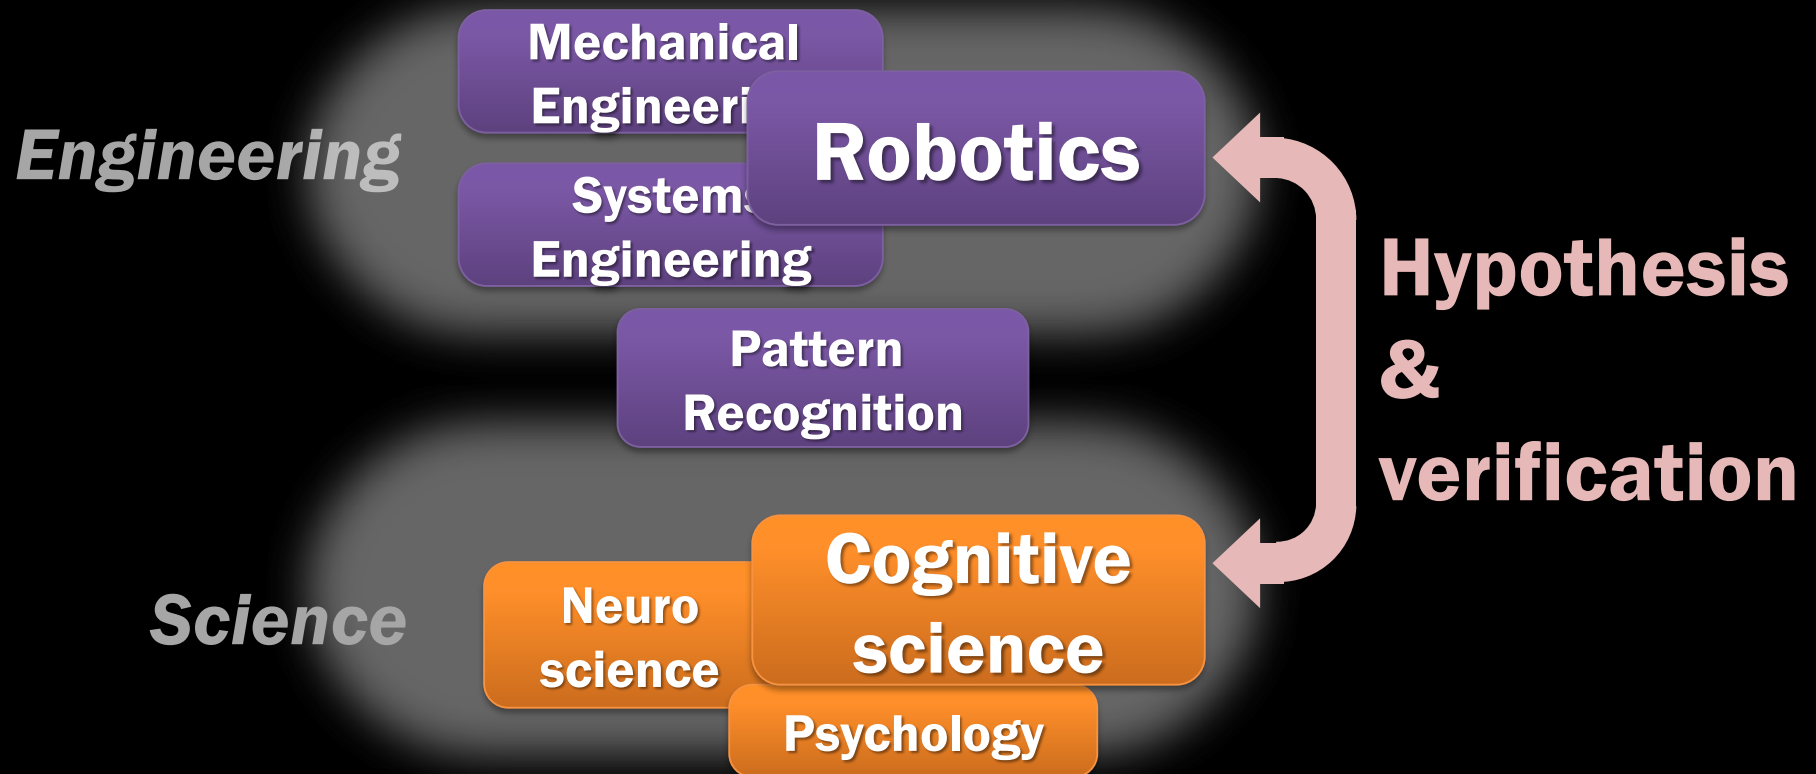 Engineering
Mechanical
Engineeri
Systems
Engineering
Robotics
Pattern
Recognition
Hypothesis
&
verification
Science
Neuro
science
Cognitive
science
Psychology